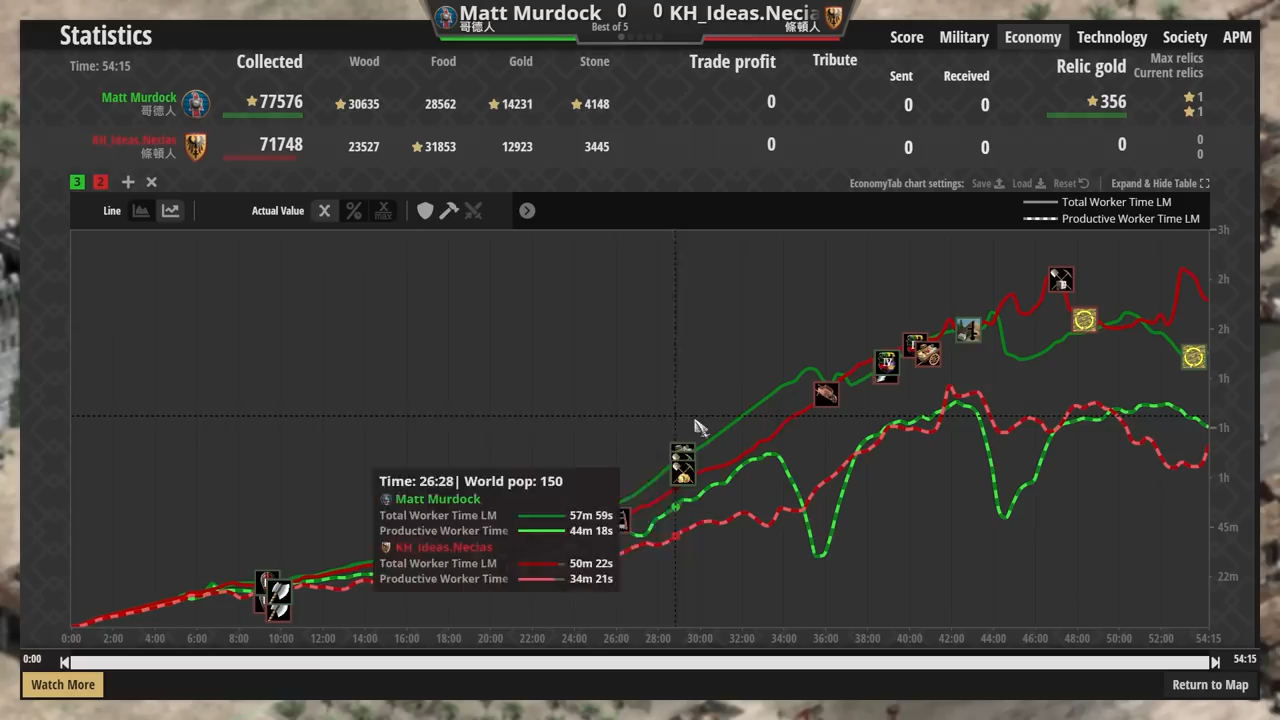 Matt Murdock 0 0 KH_Ideas.Necia
哥德人 Best of 5 條頓人
Statistics
Score Military Economy Technology Society APM
Time: 54:15 Collected Wood Food Gold Stone Trade profit Tribute Sent Received Relic gold Max relics
Current relics
Matt Murdock 77576 30635 28562 14231 4148 0 0 0 356 1
哥德人 1
KH_Ideas.Necias 71748 23527 31853 12923 3445 0 0 0 0 0
條頓人 0
3 2 EconomyTab chart settings: Save Load Reset Expand & Hide Table
Line Actual Value X % X
max
Total Worker Time LM
Productive Worker Time LM
3h
2h
2h
1h
1h
1h
45m
22m
Time: 26:28| World pop: 150
Matt Murdock
Total Worker Time LM 57m 59s
Productive Worker Time 44m 18s
KH_Ideas.Necias
Total Worker Time LM 50m 22s
Productive Worker Time 34m 21s
IV
0:00 2:00 4:00 6:00 8:00 10:00 12:00 14:00 16:00 18:00 20:00 22:00 24:00 26:00 28:00 30:00 32:00 34:00 36:00 38:00 40:00 42:00 44:00 46:00 48:00 50:00 52:00 54:15
0:00 54:15
Watch More Return to Map